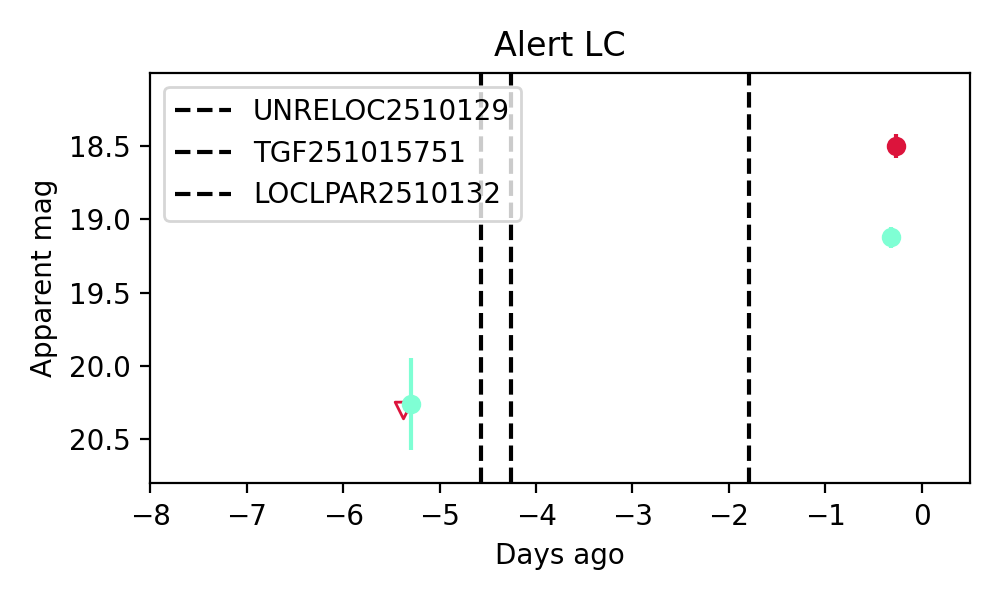 Alert LC
UNRELOC2510129
TGF251015751
LOCLPAR2510132
Apparent mag
18.5
19.0
19.5
20.0
20.5
−8 −7 −6 −5 −4 −3 −2 −1 0
Days ago